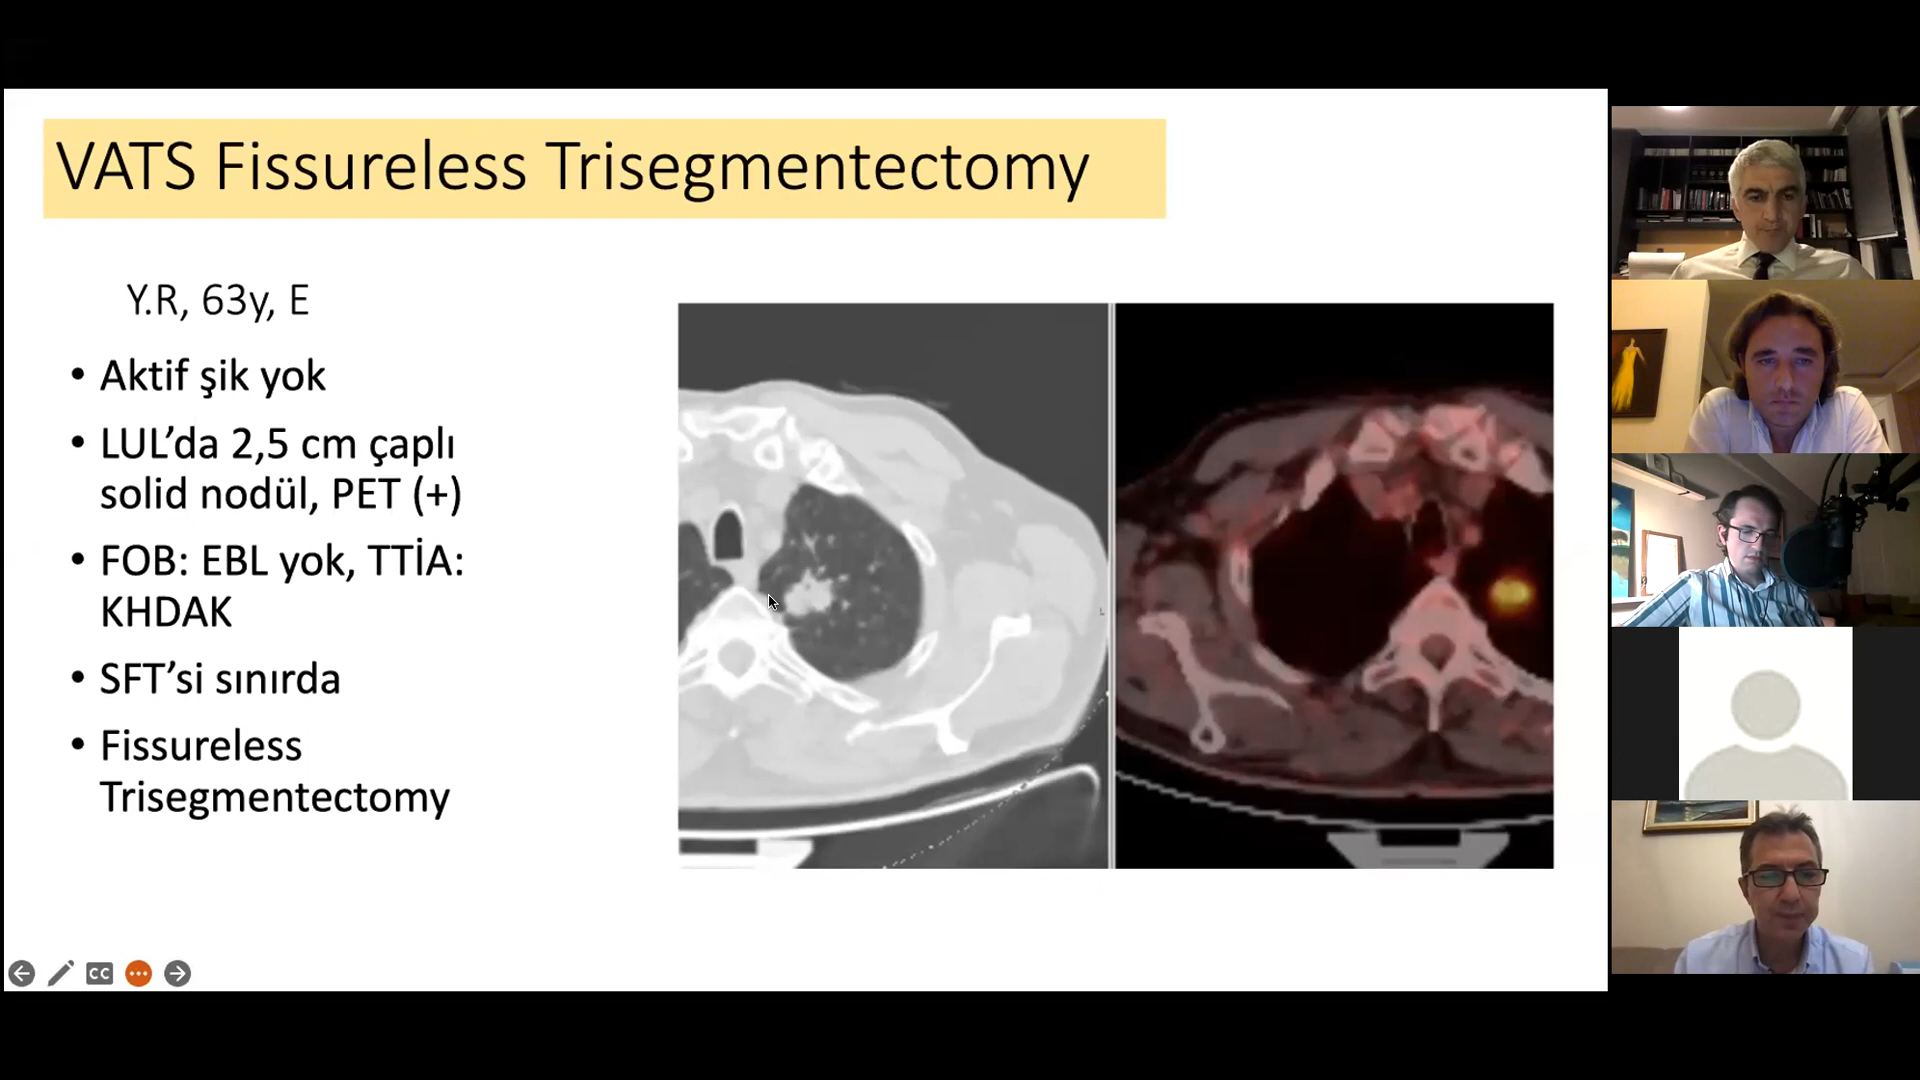 VATS Fissureless Trisegmentectomy
Y.R, 63y, E
• Aktif şik yok
• LUL’da 2,5 cm çaplı
solid nodül, PET (+)
• FOB: EBL yok, TTİA:
KHDAK
• SFT’si sınırda
• Fissureless
Trisegmentectomy
CC